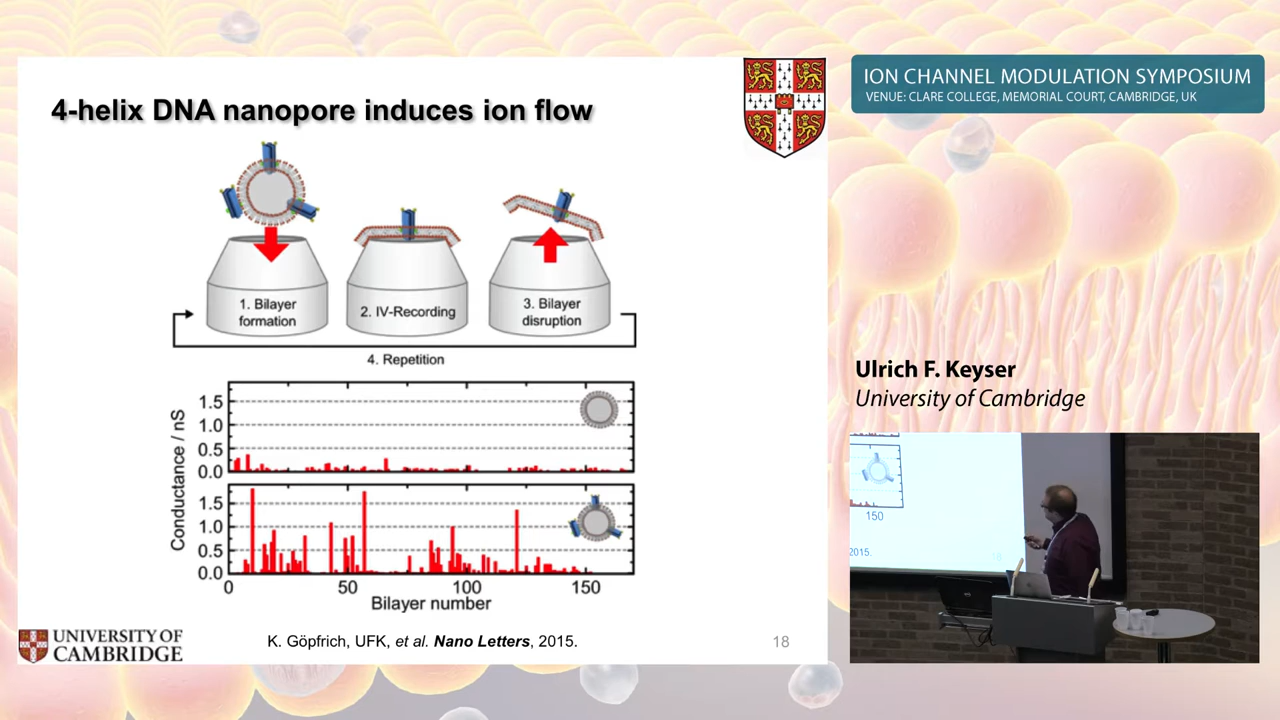 4-helix DNA nanopore induces ion flow
1. Bilayer
formation
2. IV-Recording
3. Bilayer
disruption
4. Repetition
Conductance / nS
1.5
1.0
0.5
0.0
1.5
1.0
0.5
0.0
0
50
100
150
Bilayer number
UNIVERSITY OF
CAMBRIDGE
K. Göpfrich, UFK, et al. Nano Letters, 2015.
18
ION CHANNEL MODULATION SYMPOSIUM
VENUE: CLARE COLLEGE, MEMORIAL COURT, CAMBRIDGE, UK
Ulrich F. Keyser
University of Cambridge
150
2015.
18